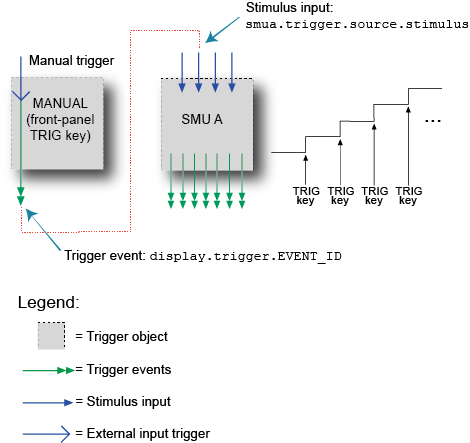 Stimulus input:
smua.trigger.source.stimulus
Manual trigger
MANUAL
(front-panel
TRIG key)
SMU A
...
TRIG TRIG TRIG TRIG
key key key key
Trigger event: display.trigger.EVENT_ID
Legend:
= Trigger object
= Trigger events
= Stimulus input
= External input trigger